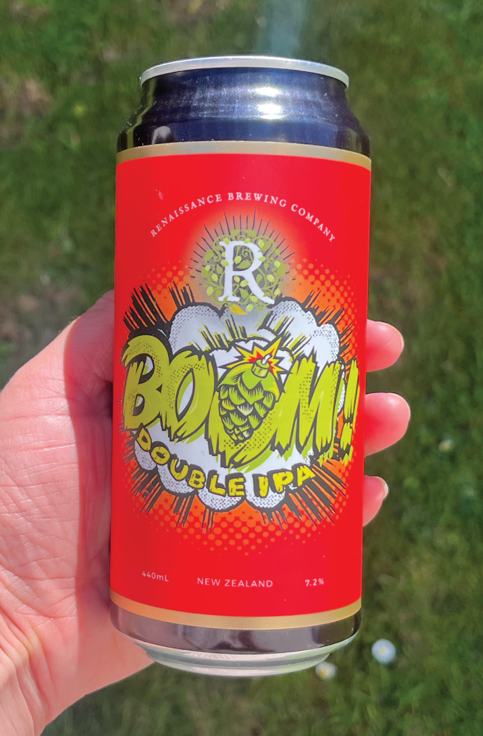 RENAISSANCE BREWING COMPANY
R
BOOM!
DOUBLE IPA
440mL NEW ZEALAND 7.2%